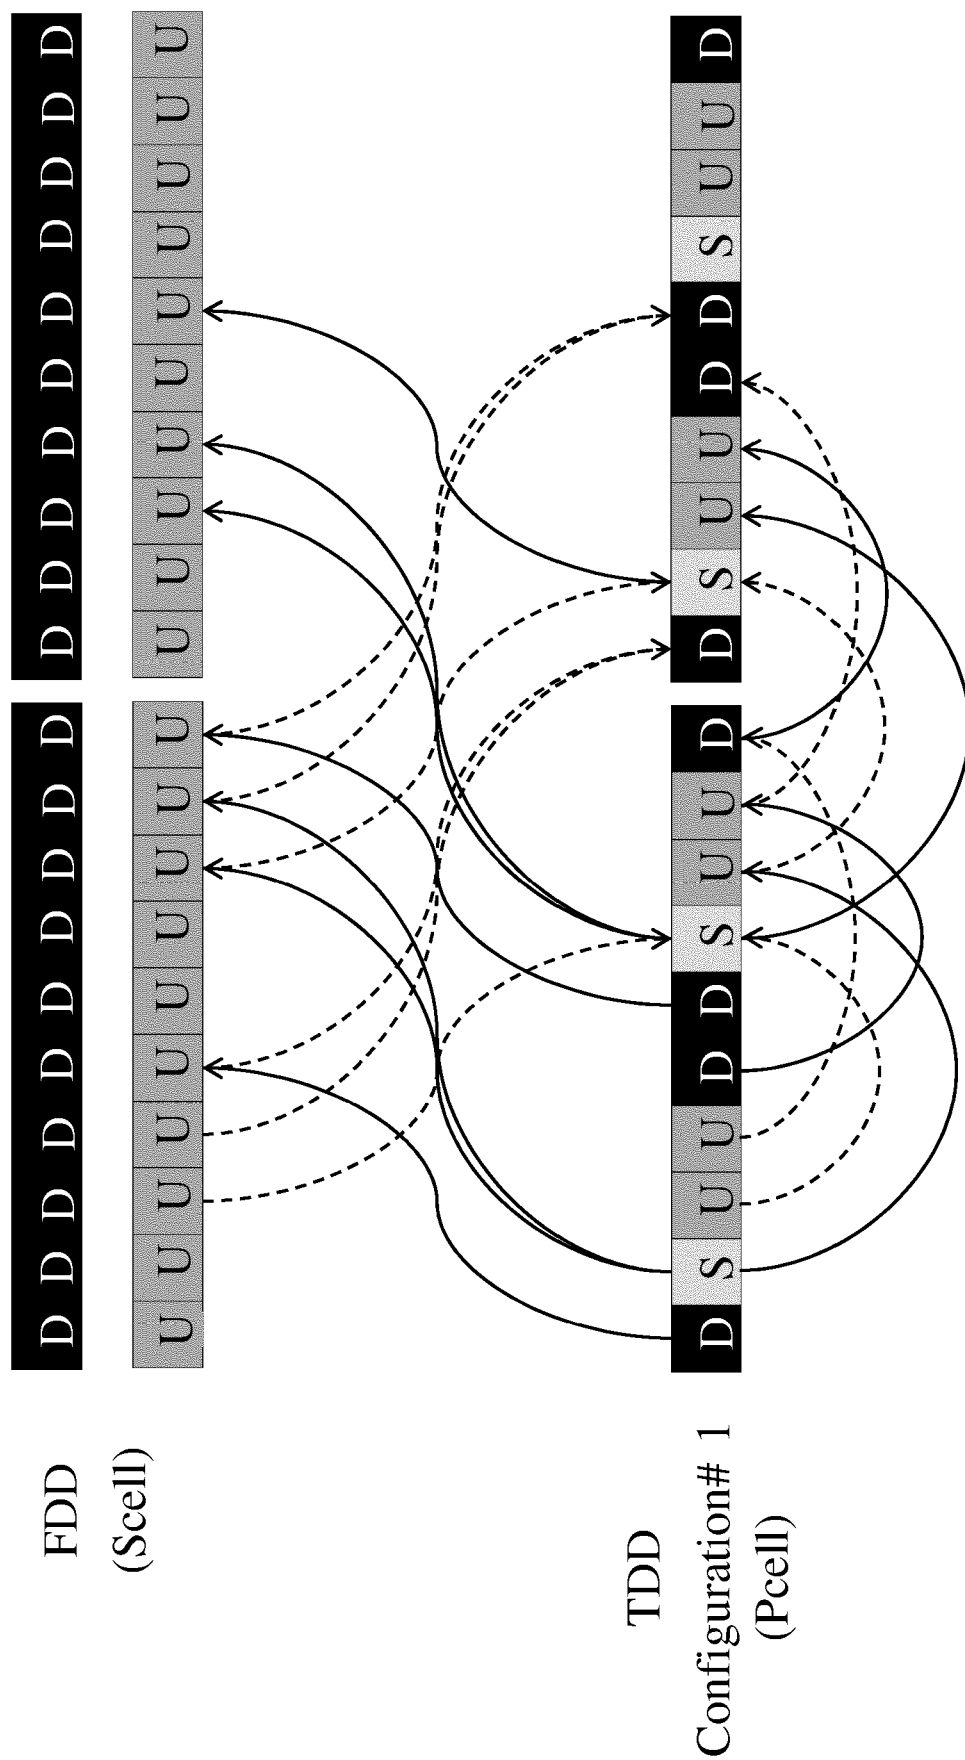 FDD
(Scell)
D D D D D D D D D D
D D D D D D D D D D
U U U U U U U U U U
U U U U U U U U U U
TDD
Configuration# 1
(Pcell)
D S U U D D S U U D
D S U U D D S U U D